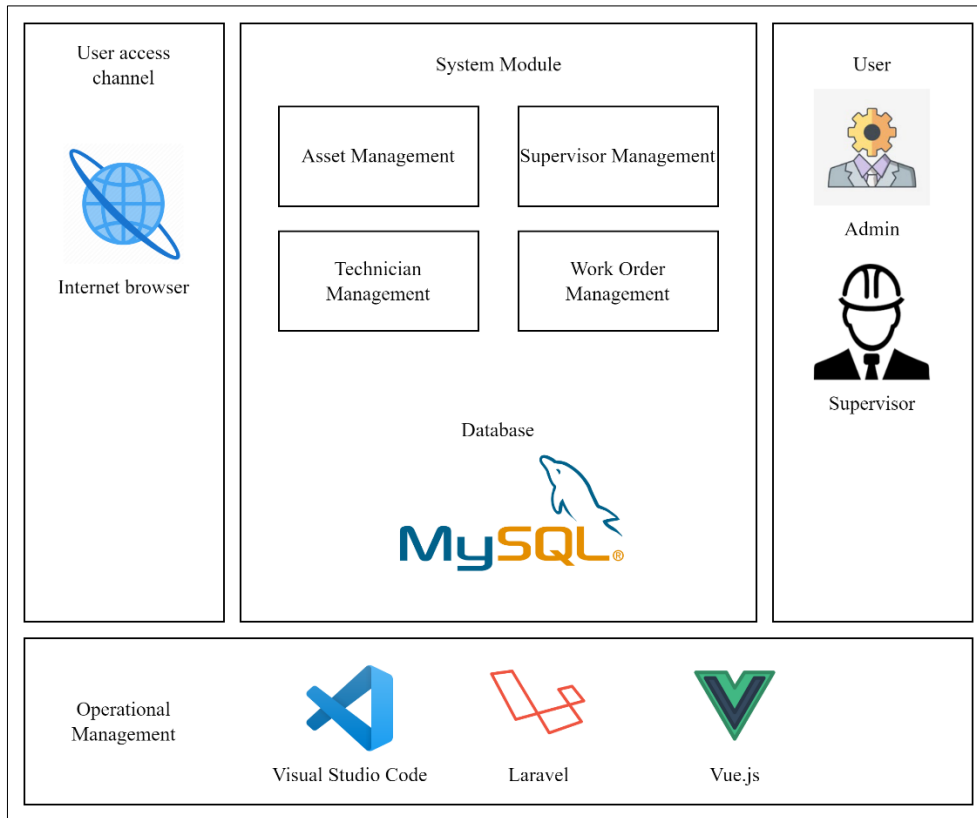 User access
channel
Internet browser
System Module
Asset Management
Supervisor Management
Technician
Management
Work Order
Management
Database
MySQL®
User
Admin
Supervisor
Operational
Management
Visual Studio Code
Laravel
Vue.js